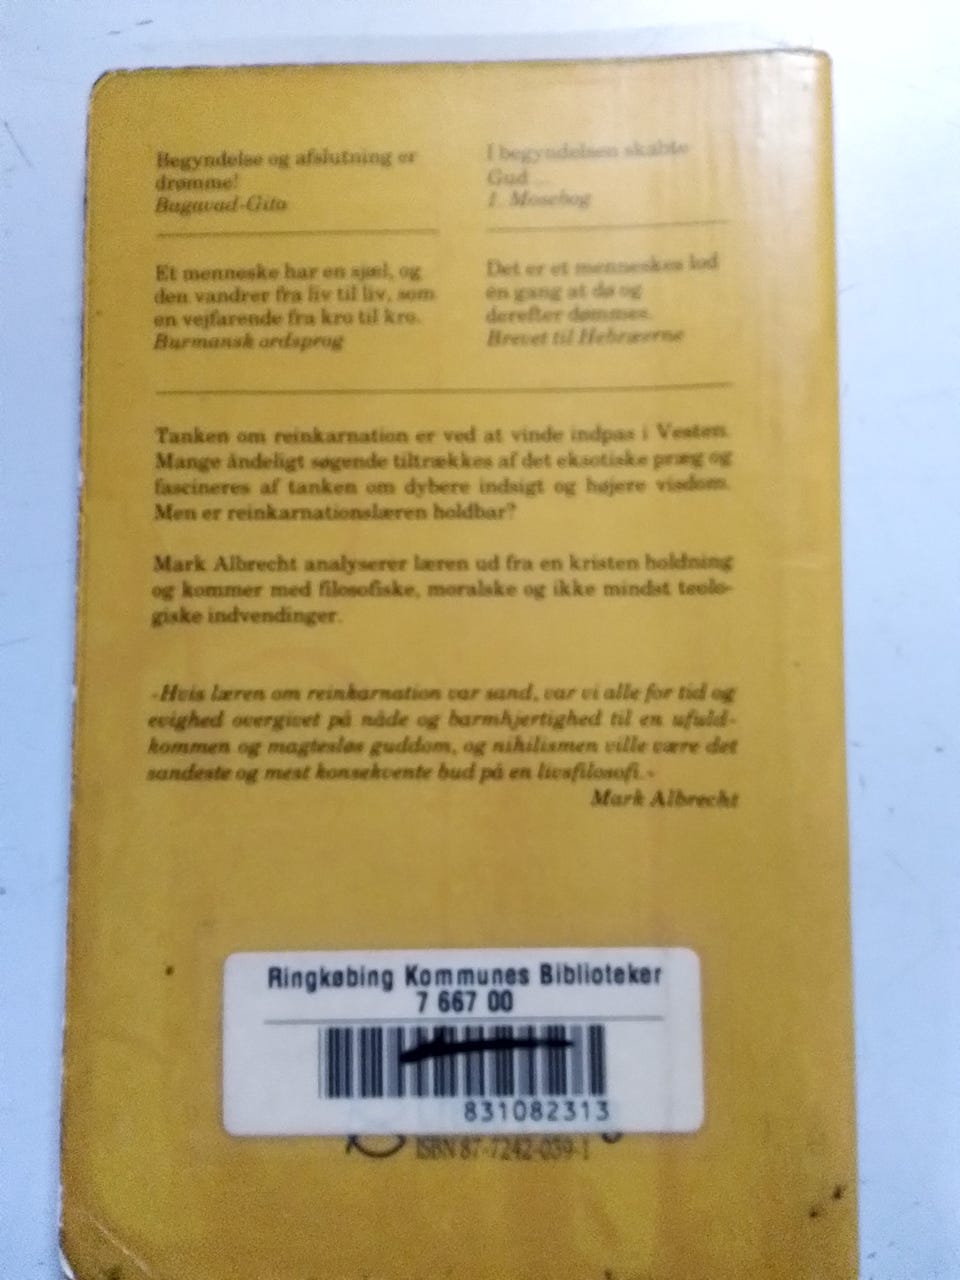 Begyndelse og afslutning er
drømme!
Bagavad-Gita
I begyndelsen skabte
Gud ...
1. Mosebog
Et menneske har en sjæl, og
den vandrer fra liv til liv, som
en vejfarende fra kro til kro.
Burmansk ordsprog
Det er et menneskes lod
én gang at dø og
derefter dømmes.
Brevet til Hebræerne
Tanken om reinkarnation er ved at vinde indpas i Vesten.
Mange åndeligt søgende tiltrækkes af det eksotiske præg og
fascineres af tanken om dybere indsigt og højere visdom.
Men er reinkarnationslæren holdbar?
Mark Albrecht analyserer læren ud fra en kristen holdning
og kommer med filosofiske, moralske og ikke mindst teolo-
giske indvendinger.
»Hvis læren om reinkarnation var sand, var vi alle for tid og
evighed overgivet på nåde og barmhjertighed til en ufuld-
kommen og magtesløs guddom, og nihilismen ville være det
sandeste og mest konsekvente bud på en livsfilosofi.«
Mark Albrecht
Ringkøbing Kommunes Biblioteker
7 667 00
831082313
ISBN 87-7242-059-1